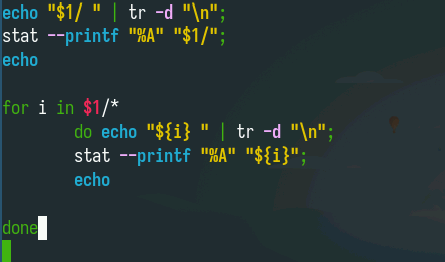 echo "$1/ " | tr -d "\n";
stat --printf "%A" "$1/";
echo
for i in $1/*
do echo "${i} " | tr -d "\n";
stat --printf "%A" "${i}";
echo
done